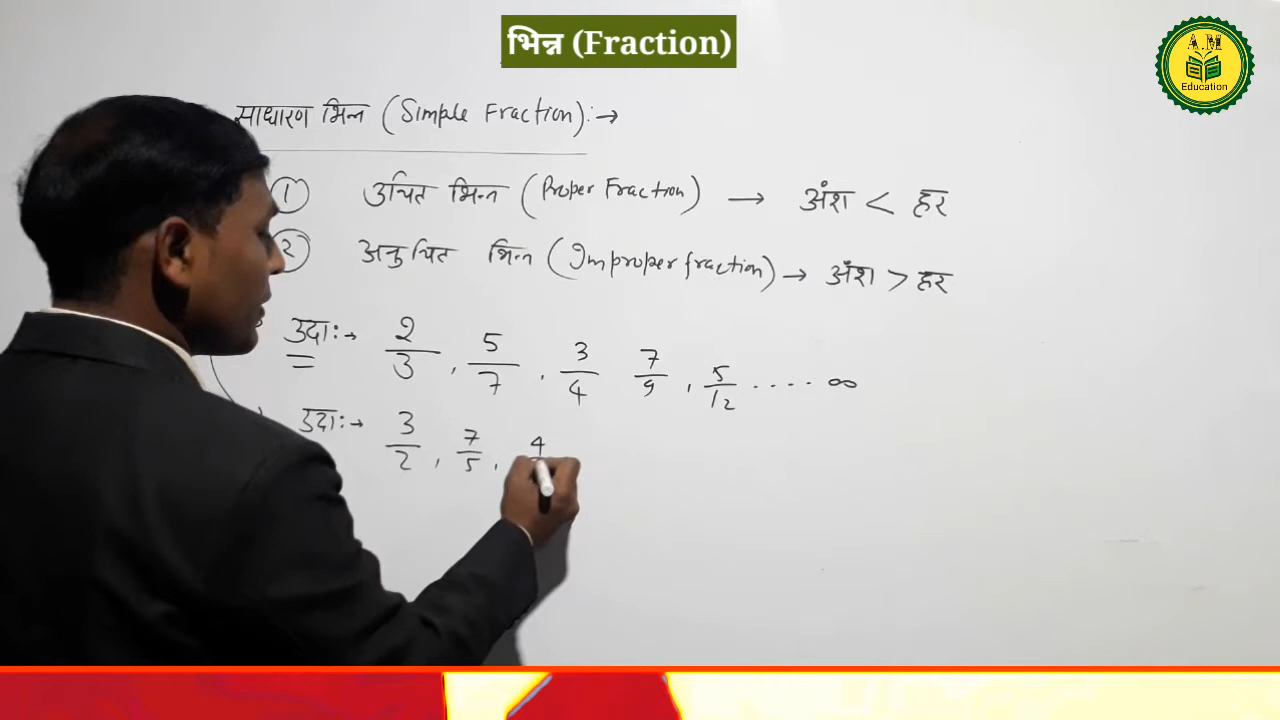 भिन्न (Fraction)
A.M
Education
साधारण भिन्न (Simple Fraction):→
1 उचित भिन्न (Proper Fraction) → अंश < हर
2 अनुचित भिन्न (Improper fraction) → अंश > हर
उदा:→ 2/3, 5/7, 3/4 7/9, 5/12 .... ∞
उदा:→ 3/2, 7/5, 4